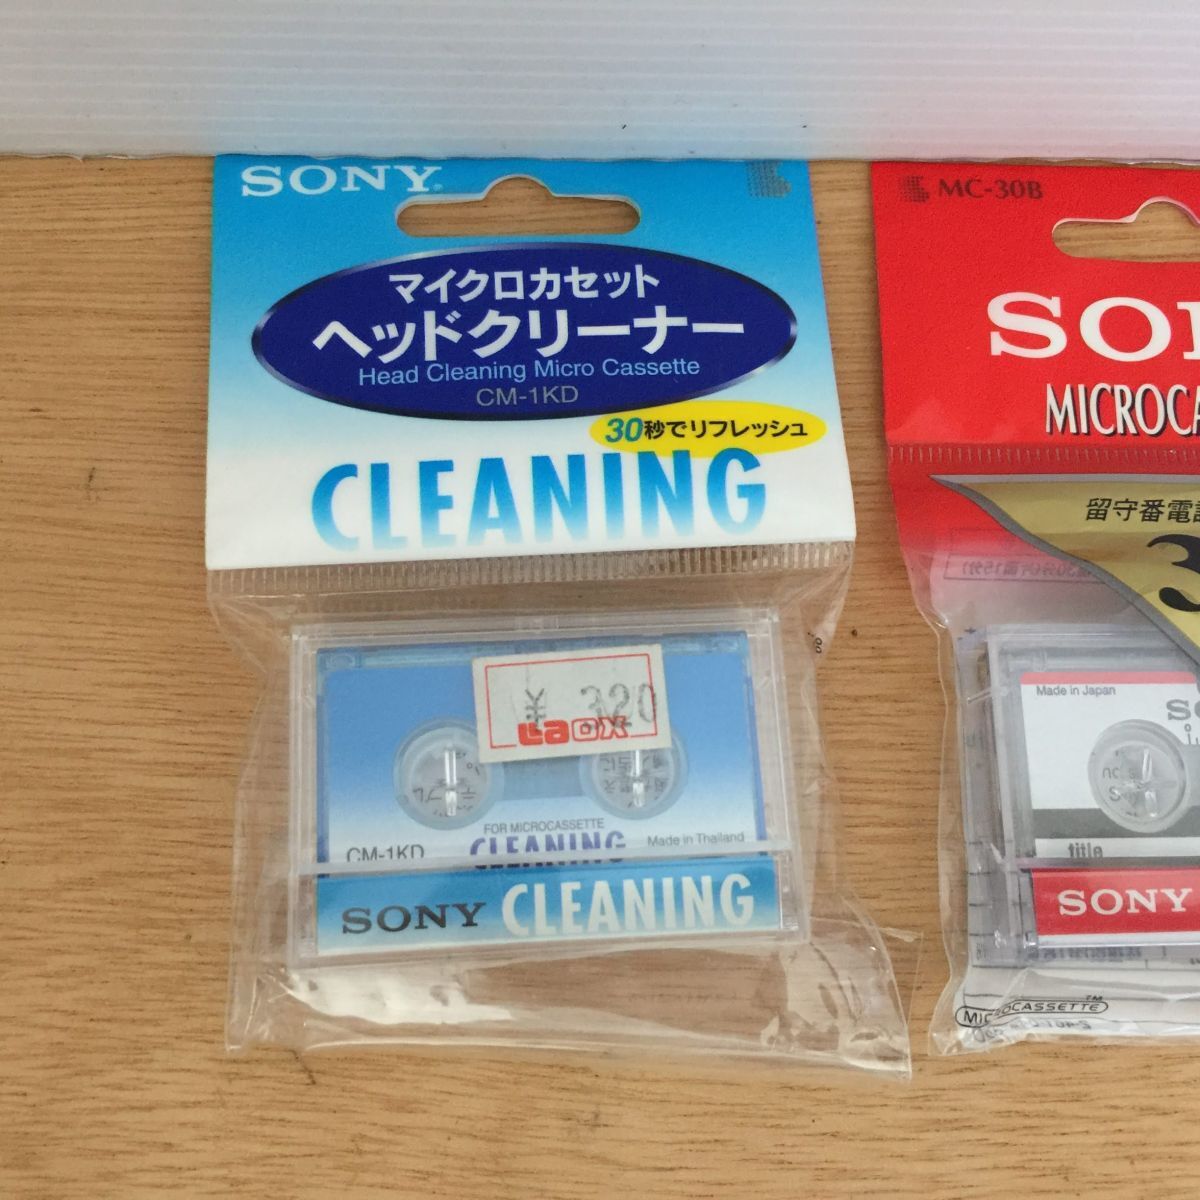 SONY
マイクロカセット
ヘッドクリーナー
Head Cleaning Micro Cassette
CM-1KD
30秒でリフレッシュ
CLEANING
¥ 320
Laox
FOR MICROCASSETTE
CM-1KD
CLEANING
Made in Thailand
SONY CLEANING
MC-30B
SO
MICROCA
留守番電
3
Made in Japan
SO
title
SONY
MICROCASSETTE™